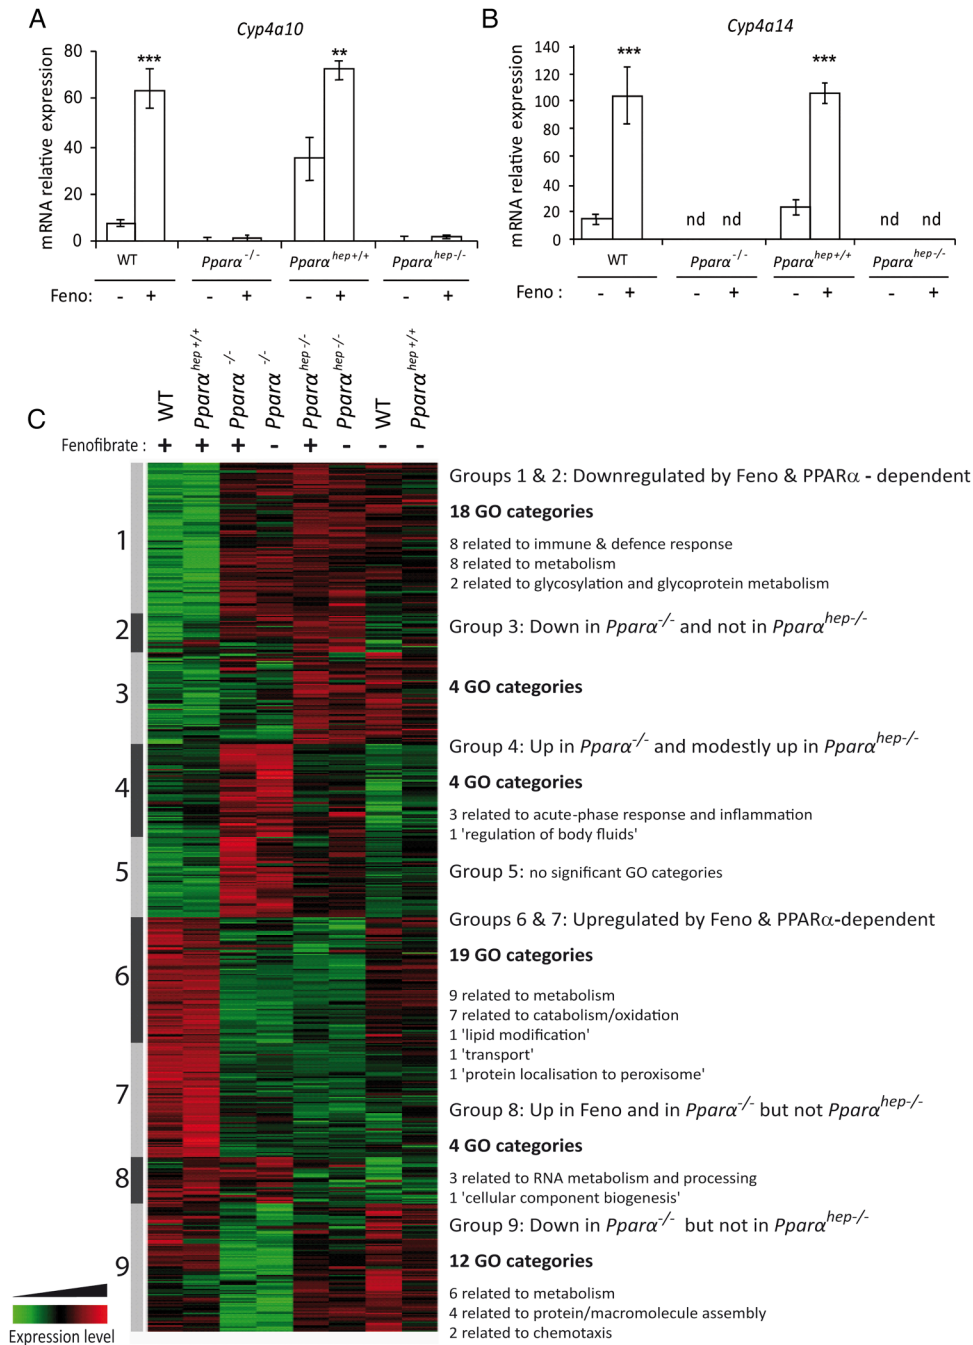 A
Cyp4a10
mRNA relative expression
80
60
40
20
0
***
**
WT
Pparα-/-
Pparαhep+/+
Pparαhep-/-
Feno: - + - + - + - +
B
Cyp4a14
mRNA relative expression
140
120
100
80
60
40
20
0
***
nd nd
***
nd nd
WT
Pparα-/-
Pparαhep+/+
Pparαhep-/-
Feno : - + - + - + - +
C
WT
Pparαhep+/+
Pparα-/-
Pparα-/-
Pparαhep-/-
Pparαhep-/-
WT
Pparαhep+/+
Fenofibrate : + + + - + - - -
1
2
3
4
5
6
7
8
9
Groups 1 & 2: Downregulated by Feno & PPARα - dependent
18 GO categories
8 related to immune & defence response
8 related to metabolism
2 related to glycosylation and glycoprotein metabolism
Group 3: Down in Pparα-/- and not in Pparαhep-/-
4 GO categories
Group 4: Up in Pparα-/- and modestly up in Pparαhep-/-
4 GO categories
3 related to acute-phase response and inflammation
1 'regulation of body fluids'
Group 5: no significant GO categories
Groups 6 & 7: Upregulated by Feno & PPARα-dependent
19 GO categories
9 related to metabolism
7 related to catabolism/oxidation
1 'lipid modification'
1 'transport'
1 'protein localisation to peroxisome'
Group 8: Up in Feno and in Pparα-/- but not Pparαhep-/-
4 GO categories
3 related to RNA metabolism and processing
1 'cellular component biogenesis'
Group 9: Down in Pparα-/- but not in Pparαhep-/-
12 GO categories
6 related to metabolism
4 related to protein/macromolecule assembly
2 related to chemotaxis
Expression level